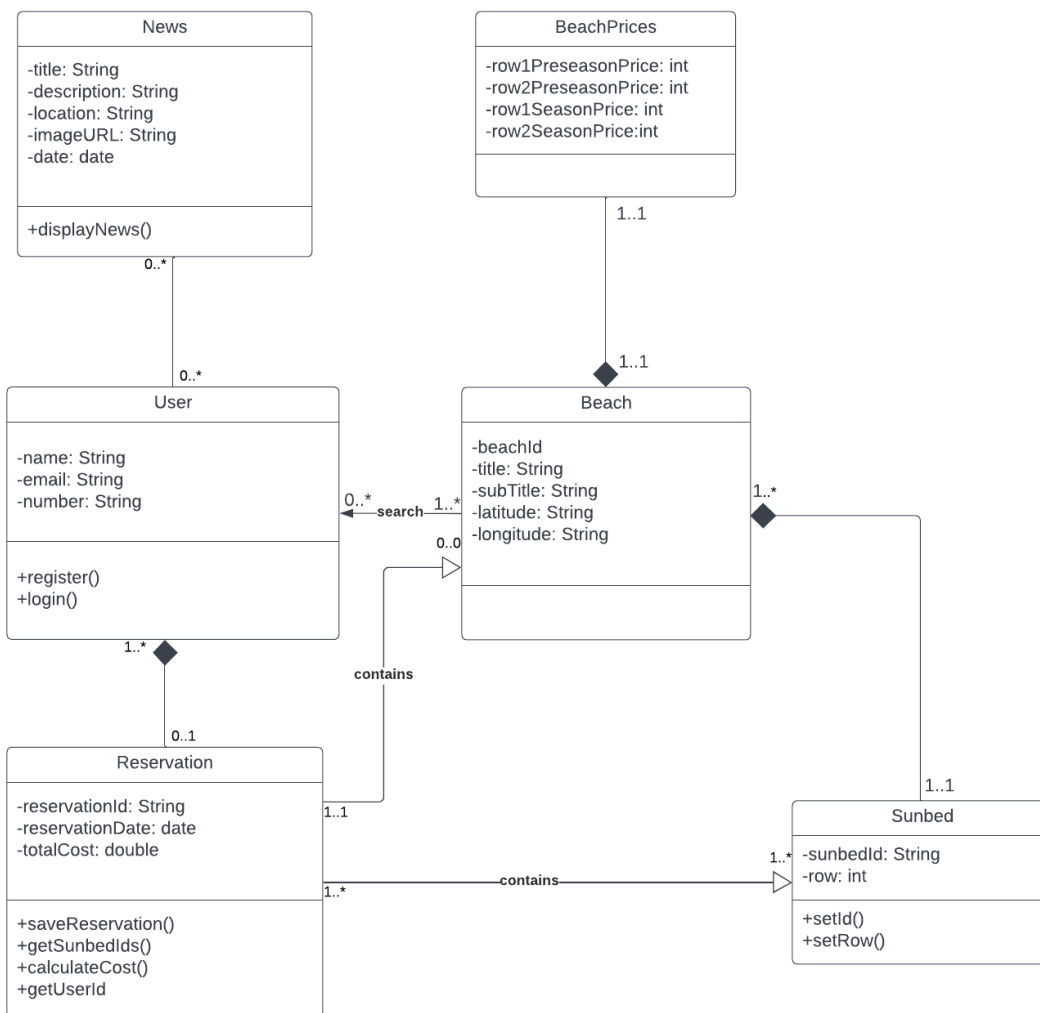 News
-title: String
-description: String
-location: String
-imageURL: String
-date: date
+displayNews()
0..*
BeachPrices
-row1PreseasonPrice: int
-row2PreseasonPrice: int
-row1SeasonPrice: int
-row2SeasonPrice:int
1..1
1..1
0..*
User
-name: String
-email: String
-number: String
+register()
+login()
0..*
search
1..*
Beach
-beachId
-title: String
-subTitle: String
-latitude: String
-longitude: String
1..*
0..0
1..*
contains
0..1
Reservation
-reservationId: String
-reservationDate: date
-totalCost: double
+saveReservation()
+getSunbedIds()
+calculateCost()
+getUserId
1..1
1..*
contains
1..*
1..1
Sunbed
-sunbedId: String
-row: int
+setId()
+setRow()